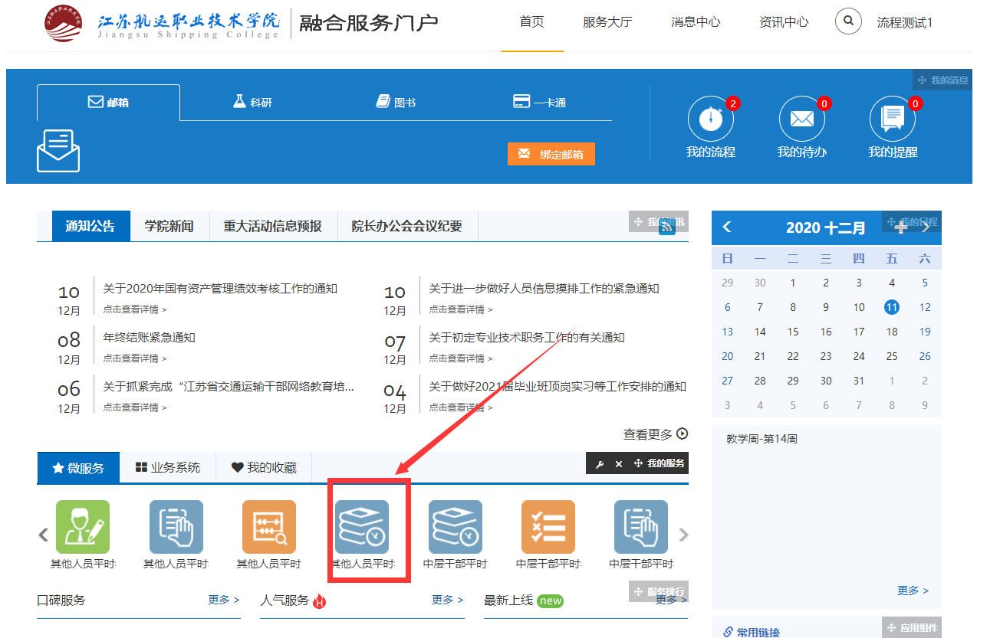 江苏航运职业技术学院
Jiangsu Shipping College
融合服务门户
首页 服务大厅 消息中心 资讯中心 流程测试1
我的消息
邮箱 科研 图书 一卡通
2 0 0
我的流程 我的待办 我的提醒
绑定邮箱
通知公告 学院新闻 重大活动信息预报 院长办公会会议纪要
10 关于2020年国有资产管理绩效考核工作的通知
12月 点击查看详情 >
10 关于进一步做好人员信息摸排工作的紧急通知
12月 点击查看详情 >
08 年终结账紧急通知
12月 点击查看详情 >
07 关于初定专业技术职务工作的有关通知
12月 点击查看详情 >
06 关于抓紧完成“江苏省交通运输干部网络教育培...
12月 点击查看详情 >
04 关于做好2021届毕业班顶岗实习等工作安排的通知
12月 点击查看详情 >
查看更多
2020 十二月
我的日程
日 一 二 三 四 五 六
29 30 1 2 3 4 5
6 7 8 9 10 11 12
13 14 15 16 17 18 19
20 21 22 23 24 25 26
27 28 29 30 31 1 2
3 4 5 6 7 8 9
教学周-第14周
更多 >
微服务 业务系统 我的收藏
我的服务
其他人员平时 其他人员平时 其他人员平时 其他人员平时 中层干部平时 中层干部平时 中层干部平时
口碑服务 更多 >
人气服务 H 更多 >
最新上线 new 更多 >
服务排行
常用链接
应用组件